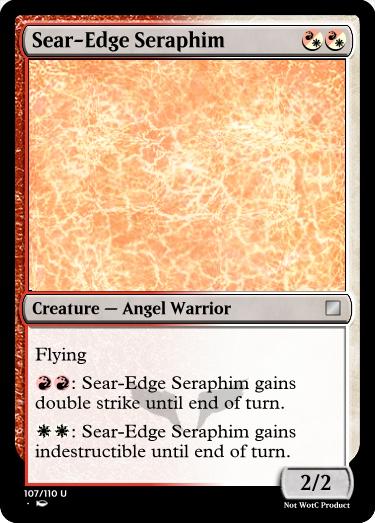 Sear-Edge Seraphim
Creature — Angel Warrior
Flying
: Sear-Edge Seraphim gains
double strike until end of turn.
: Sear-Edge Seraphim gains
indestructible until end of turn.
2/2
107/110 U
Not WotC Product